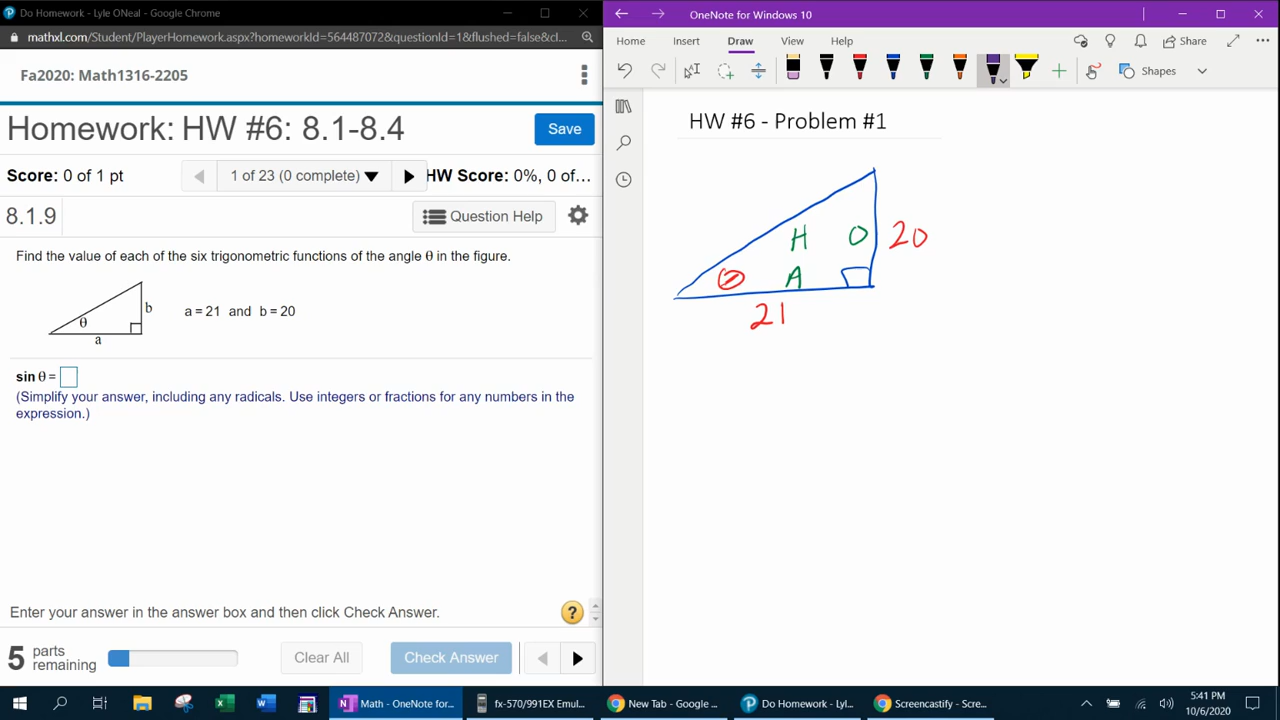 Do Homework - Lyle ONeal - Google Chrome
mathxl.com/Student/PlayerHomework.aspx?homeworkId=564487072&questionId=1&flushed=false&cl...
Fa2020: Math1316-2205
Homework: HW #6: 8.1-8.4
Save
Score: 0 of 1 pt
1 of 23 (0 complete)
HW Score: 0%, 0 of...
8.1.9
Question Help
Find the value of each of the six trigonometric functions of the angle θ in the figure.
θ
b
a
a = 21 and b = 20
sin θ =
(Simplify your answer, including any radicals. Use integers or fractions for any numbers in the
expression.)
Enter your answer in the answer box and then click Check Answer.
?
5 parts
remaining
Clear All
Check Answer
OneNote for Windows 10
Home
Insert
Draw
View
Help
Share
Shapes
HW #6 - Problem #1
H
O
20
θ
A
21
Math - OneNote for...
fx-570/991EX Emul...
New Tab - Google ...
Do Homework - Lyl...
Screencastify - Scre...
5:41 PM
10/6/2020